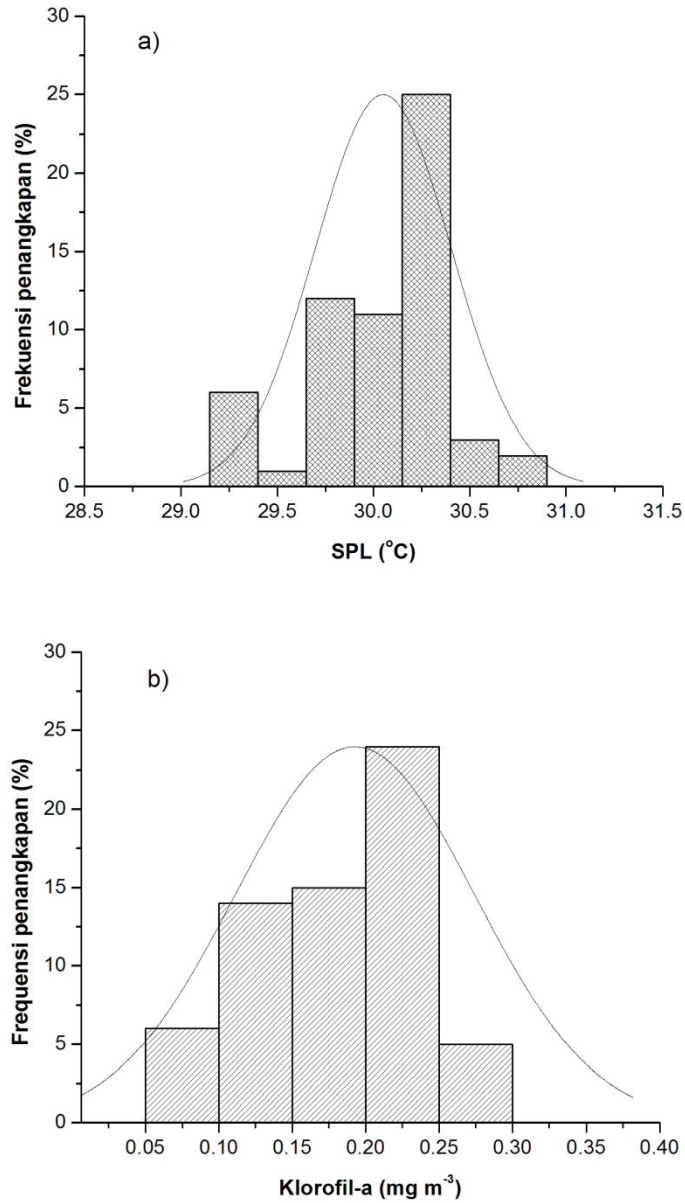 a)
Frekuensi penangkapan (%)
30
25
20
15
10
5
0
28.5 29.0 29.5 30.0 30.5 31.0 31.5
SPL (°C)
b)
Frequensi penangkapan (%)
30
25
20
15
10
5
0
0.05 0.10 0.15 0.20 0.25 0.30 0.35 0.40
Klorofil-a (mg m⁻³)